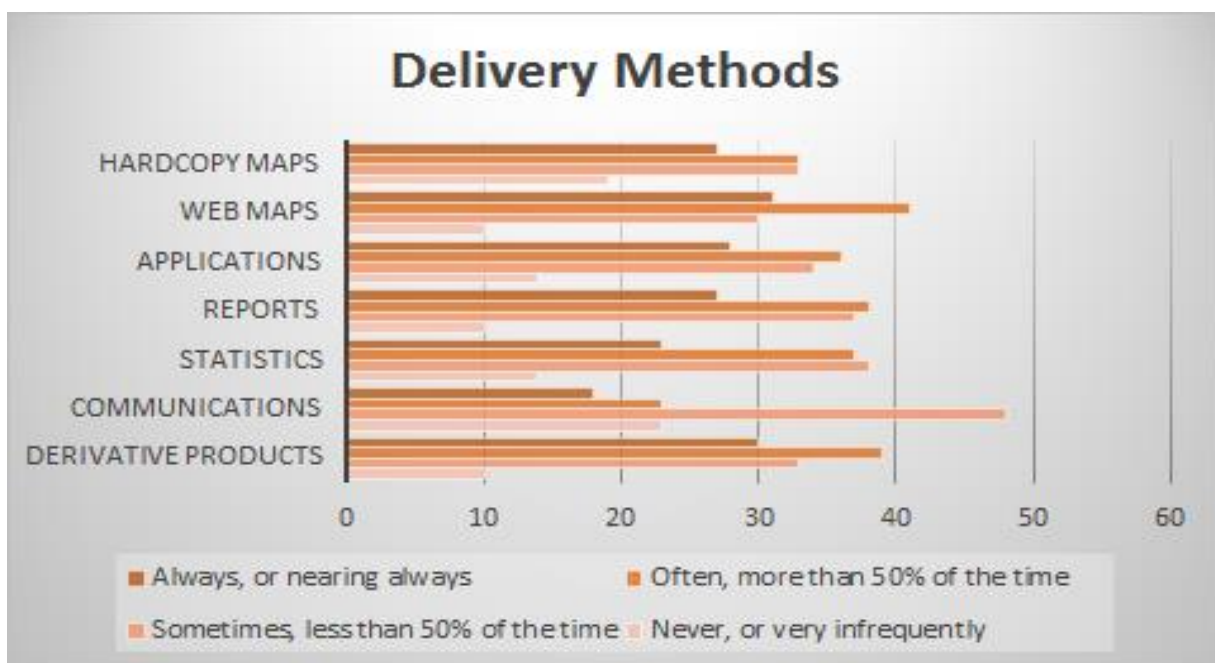 Delivery Methods
HARDCOPY MAPS
WEB MAPS
APPLICATIONS
REPORTS
STATISTICS
COMMUNICATIONS
DERIVATIVE PRODUCTS
0 10 20 30 40 50 60
Always, or nearing always Often, more than 50% of the time
Sometimes, less than 50% of the time Never, or very infrequently